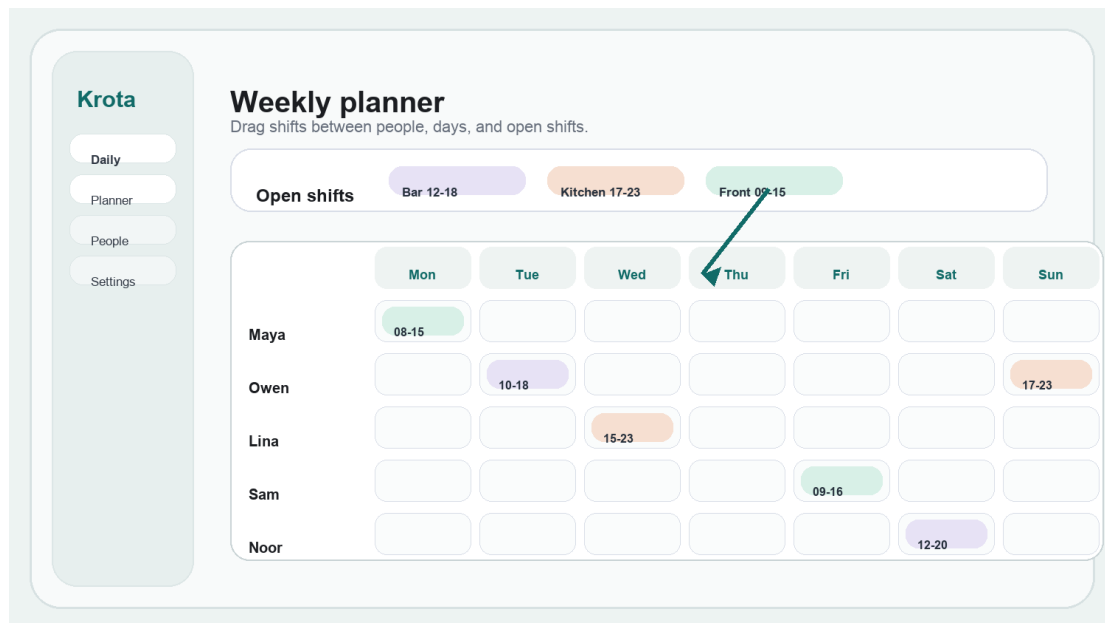 Krota
Daily
Planner
People
Settings
Weekly planner
Drag shifts between people, days, and open shifts.
Open shifts Bar 12-18 Kitchen 17-23 Front 09-15
Mon Tue Wed Thu Fri Sat Sun
Maya 08-15
Owen 10-18 17-23
Lina 15-23
Sam 09-16
Noor 12-20